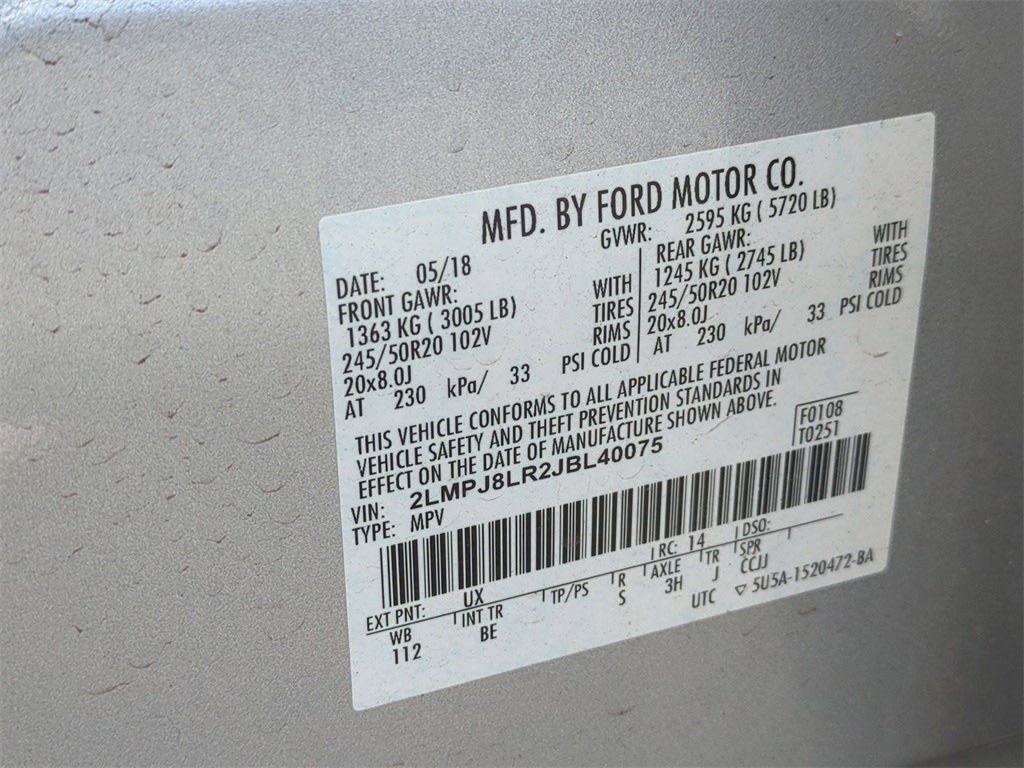 MFD. BY FORD MOTOR CO.
DATE: 05/18 GVWR: 2595 KG ( 5720 LB)
FRONT GAWR: REAR GAWR:
1363 KG ( 3005 LB) WITH 1245 KG ( 2745 LB) WITH
245/50R20 102V TIRES 245/50R20 102V TIRES
20x8.0J RIMS 20x8.0J RIMS
AT 230 kPa/ 33 PSI COLD AT 230 kPa/ 33 PSI COLD
THIS VEHICLE CONFORMS TO ALL APPLICABLE FEDERAL MOTOR
VEHICLE SAFETY AND THEFT PREVENTION STANDARDS IN
EFFECT ON THE DATE OF MANUFACTURE SHOWN ABOVE.
F0108
T0251
VIN: 2LMPJ8LR2JBL40075
TYPE: MPV
EXT PNT: UX RC: 14 DSO:
WB INT TR TP/PS R AXLE TR SPR
112 BE S 3H J CCJJ
UTC ▽ 5U5A-1520472-BA